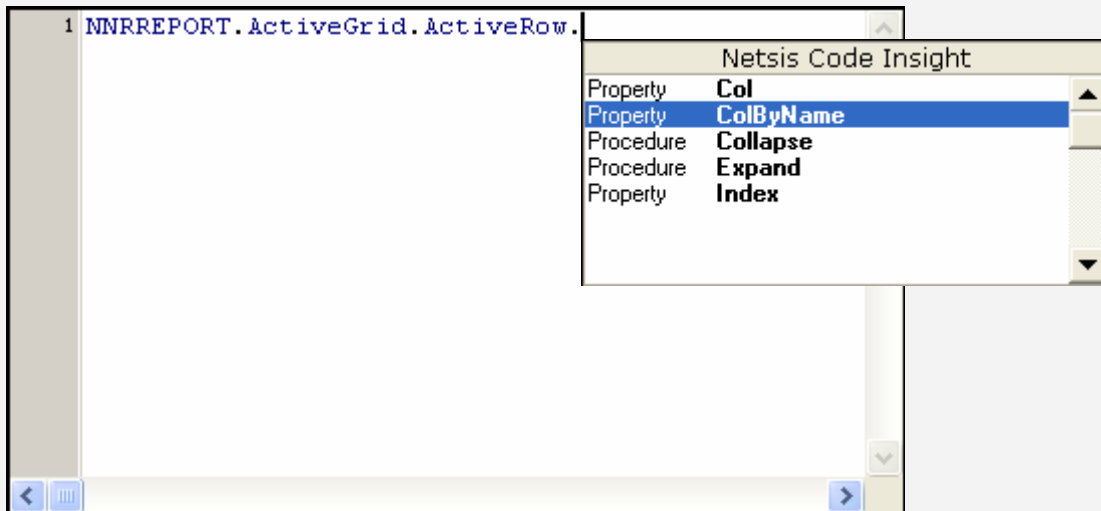 1 NNRREPORT.ActiveGrid.ActiveRow.
Netsis Code Insight
Property Col
Property ColByName
Procedure Collapse
Procedure Expand
Property Index